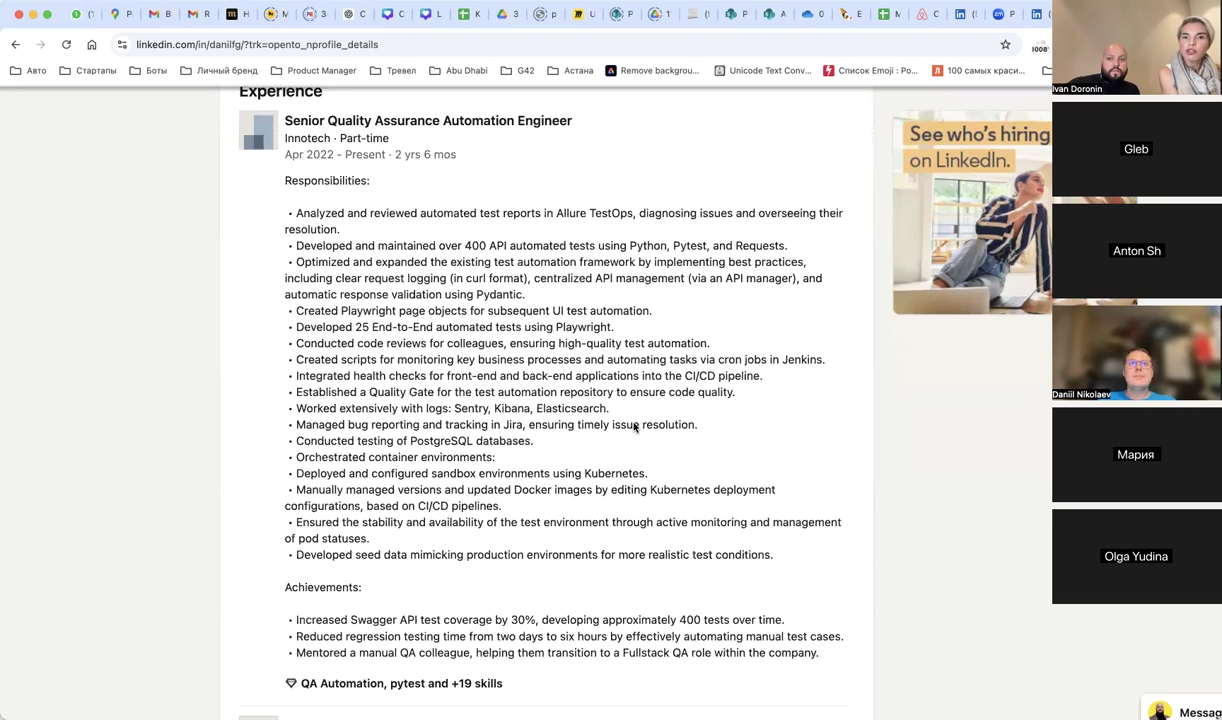 linkedin.com/in/danilfg/?trk=opento_nprofile_details
Авто
Стартапы
Боты
Личный бренд
Product Manager
Тревел
Abu Dhabi
G42
Астана
Remove backgrou...
Unicode Text Conv...
Список Emoji : Po...
100 самых краси...
Experience
Senior Quality Assurance Automation Engineer
Innotech · Part-time
Apr 2022 - Present · 2 yrs 6 mos
Responsibilities:
• Analyzed and reviewed automated test reports in Allure TestOps, diagnosing issues and overseeing their
resolution.
• Developed and maintained over 400 API automated tests using Python, Pytest, and Requests.
• Optimized and expanded the existing test automation framework by implementing best practices,
including clear request logging (in curl format), centralized API management (via an API manager), and
automatic response validation using Pydantic.
• Created Playwright page objects for subsequent UI test automation.
• Developed 25 End-to-End automated tests using Playwright.
• Conducted code reviews for colleagues, ensuring high-quality test automation.
• Created scripts for monitoring key business processes and automating tasks via cron jobs in Jenkins.
• Integrated health checks for front-end and back-end applications into the CI/CD pipeline.
• Established a Quality Gate for the test automation repository to ensure code quality.
• Worked extensively with logs: Sentry, Kibana, Elasticsearch.
• Managed bug reporting and tracking in Jira, ensuring timely issue resolution.
• Conducted testing of PostgreSQL databases.
• Orchestrated container environments:
• Deployed and configured sandbox environments using Kubernetes.
• Manually managed versions and updated Docker images by editing Kubernetes deployment
configurations, based on CI/CD pipelines.
• Ensured the stability and availability of the test environment through active monitoring and management
of pod statuses.
• Developed seed data mimicking production environments for more realistic test conditions.
Achievements:
• Increased Swagger API test coverage by 30%, developing approximately 400 tests over time.
• Reduced regression testing time from two days to six hours by effectively automating manual test cases.
• Mentored a manual QA colleague, helping them transition to a Fullstack QA role within the company.
QA Automation, pytest and +19 skills
See who's hiring
on LinkedIn.
Ivan Doronin
Gleb
Anton Sh
Daniil Nikolaev
Мария
Olga Yudina
Messag